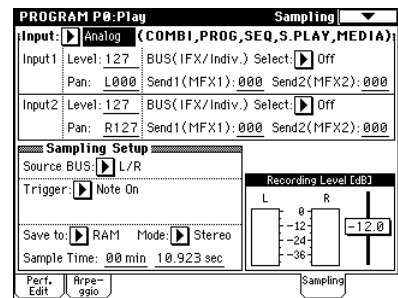 PROGRAM P0:Play Sampling
Input: Analog (COMBI,PROG,SEQ,S.PLAY,MEDIA)
Input1 Level: 127 BUS(IFX/Indiv.) Select: Off
Pan: L000 Send1(MFX1): 000 Send2(MFX2): 000
Input2 Level: 127 BUS(IFX/Indiv.) Select: Off
Pan: R127 Send1(MFX1): 000 Send2(MFX2): 000
Sampling Setup
Source BUS: L/R
Trigger: Note On
Save to: RAM Mode: Stereo
Sample Time: 00 min 10.923 sec
Recording Level [dB]
L R
0
-12
-24
-36
-12.0
Perf. Edit
Arpe-ggio
Sampling